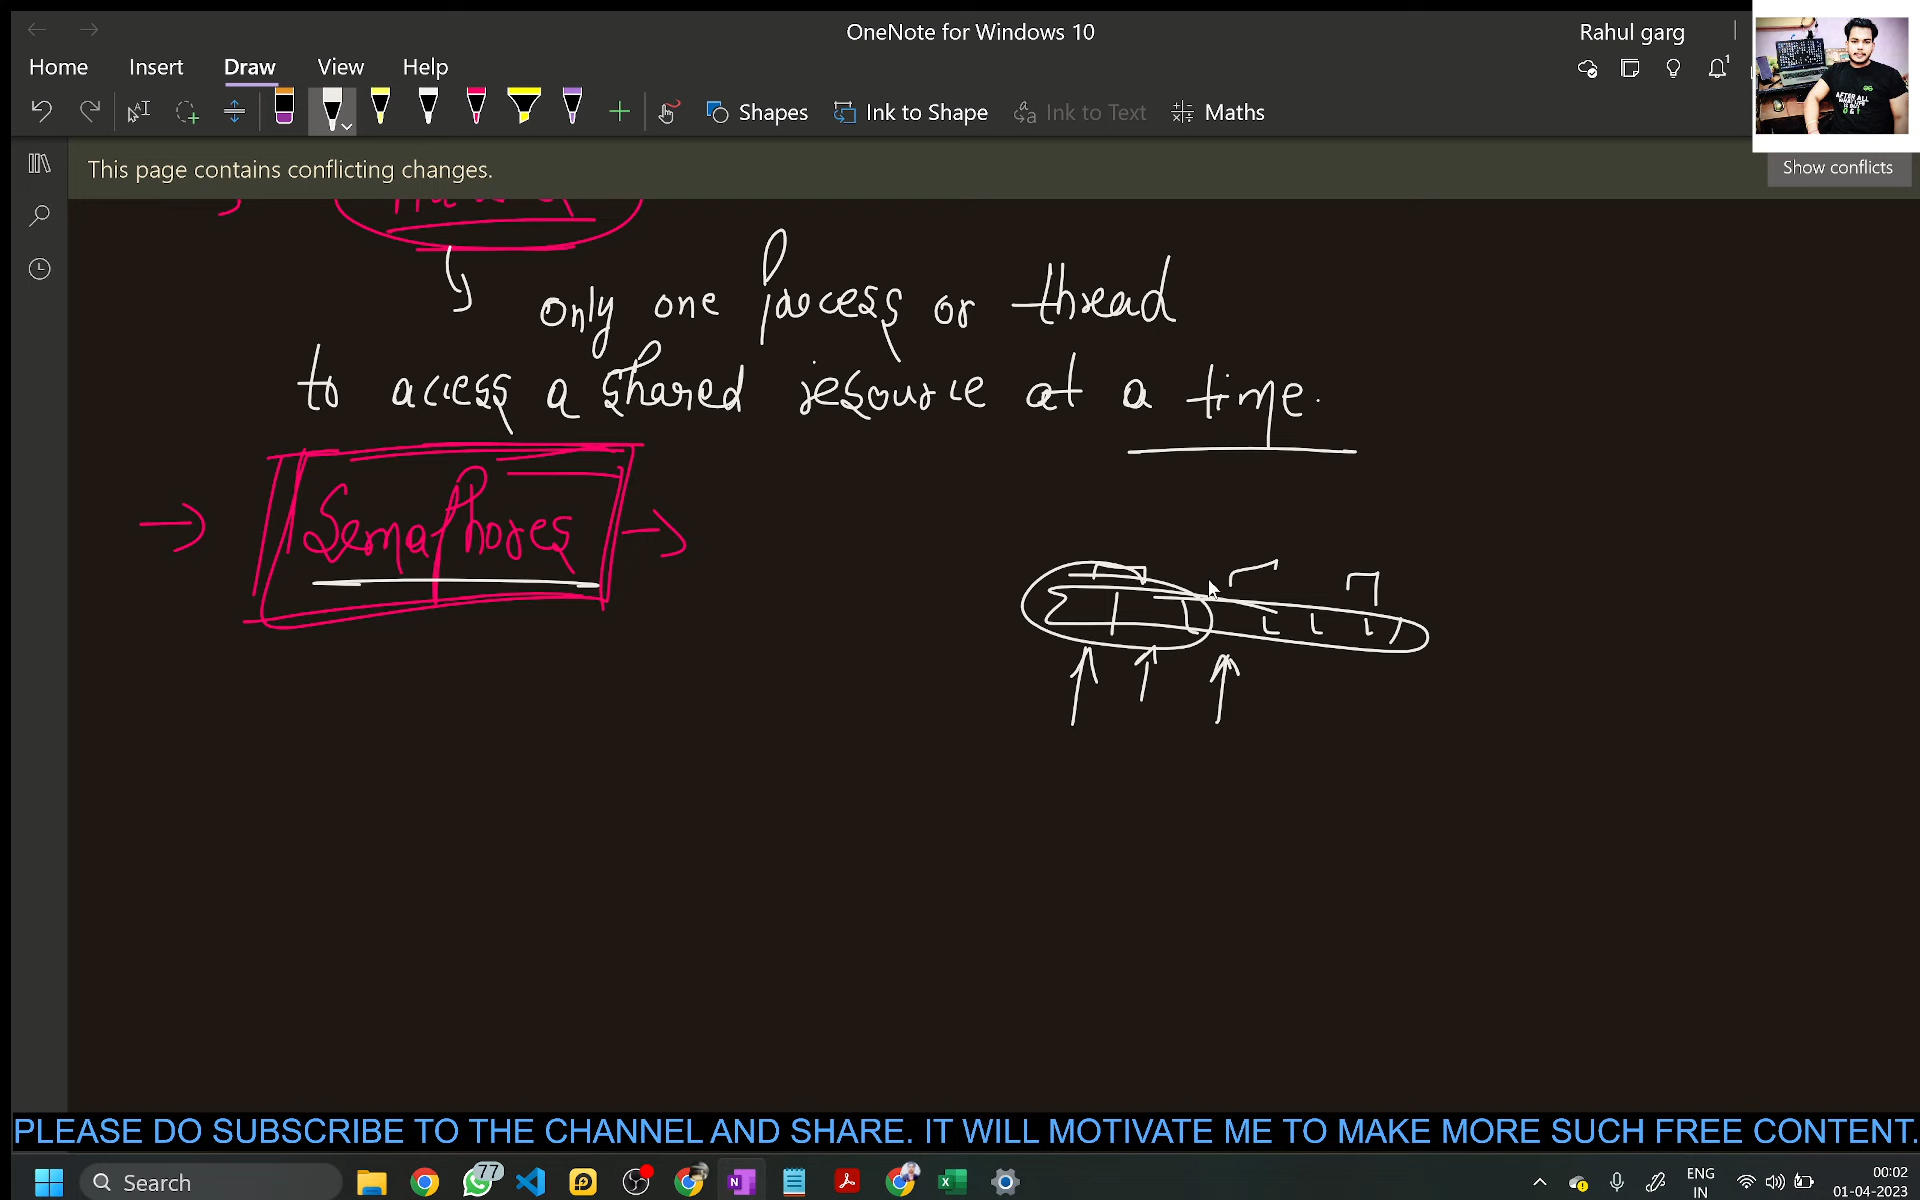 OneNote for Windows 10
Rahul garg
Home Insert Draw View Help
Shapes Ink to Shape Ink to Text Maths
This page contains conflicting changes.
Show conflicts
only one process or thread
to access a shared resource at a time.
Semaphores
PLEASE DO SUBSCRIBE TO THE CHANNEL AND SHARE. IT WILL MOTIVATE ME TO MAKE MORE SUCH FREE CONTENT.
Search
77
ENG
IN
00:02
01-04-2023